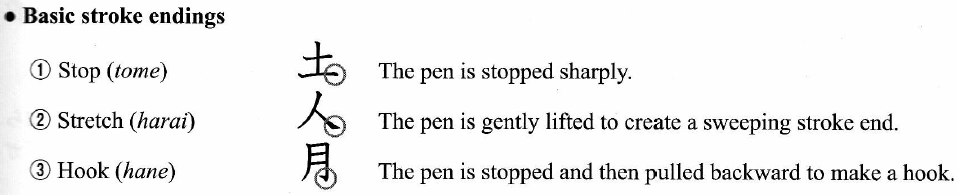 ● Basic stroke endings
① Stop (tome) 土 The pen is stopped sharply.
② Stretch (harai) 人 The pen is gently lifted to create a sweeping stroke end.
③ Hook (hane) 月 The pen is stopped and then pulled backward to make a hook.